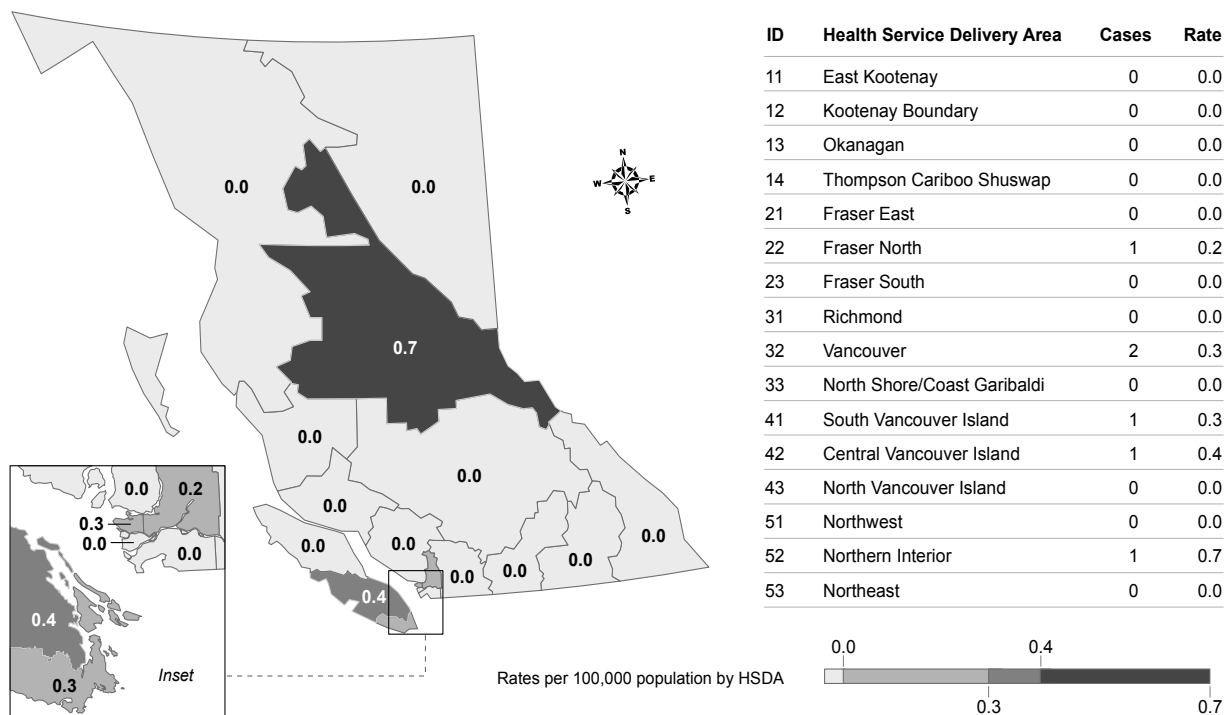 ID Health Service Delivery Area Cases Rate
11 East Kootenay 0 0.0
12 Kootenay Boundary 0 0.0
13 Okanagan 0 0.0
14 Thompson Cariboo Shuswap 0 0.0
21 Fraser East 0 0.0
22 Fraser North 1 0.2
23 Fraser South 0 0.0
31 Richmond 0 0.0
32 Vancouver 2 0.3
33 North Shore/Coast Garibaldi 0 0.0
41 South Vancouver Island 1 0.3
42 Central Vancouver Island 1 0.4
43 North Vancouver Island 0 0.0
51 Northwest 0 0.0
52 Northern Interior 1 0.7
53 Northeast 0 0.0
N
W E
S
0.0 0.0
0.7
0.0
0.0
0.0
0.0 0.0
0.0 0.0 0.0 0.0
0.4
0.0 0.2
0.3
0.0 0.0
0.4
0.3
Inset
Rates per 100,000 population by HSDA
0.0 0.4
0.3 0.7